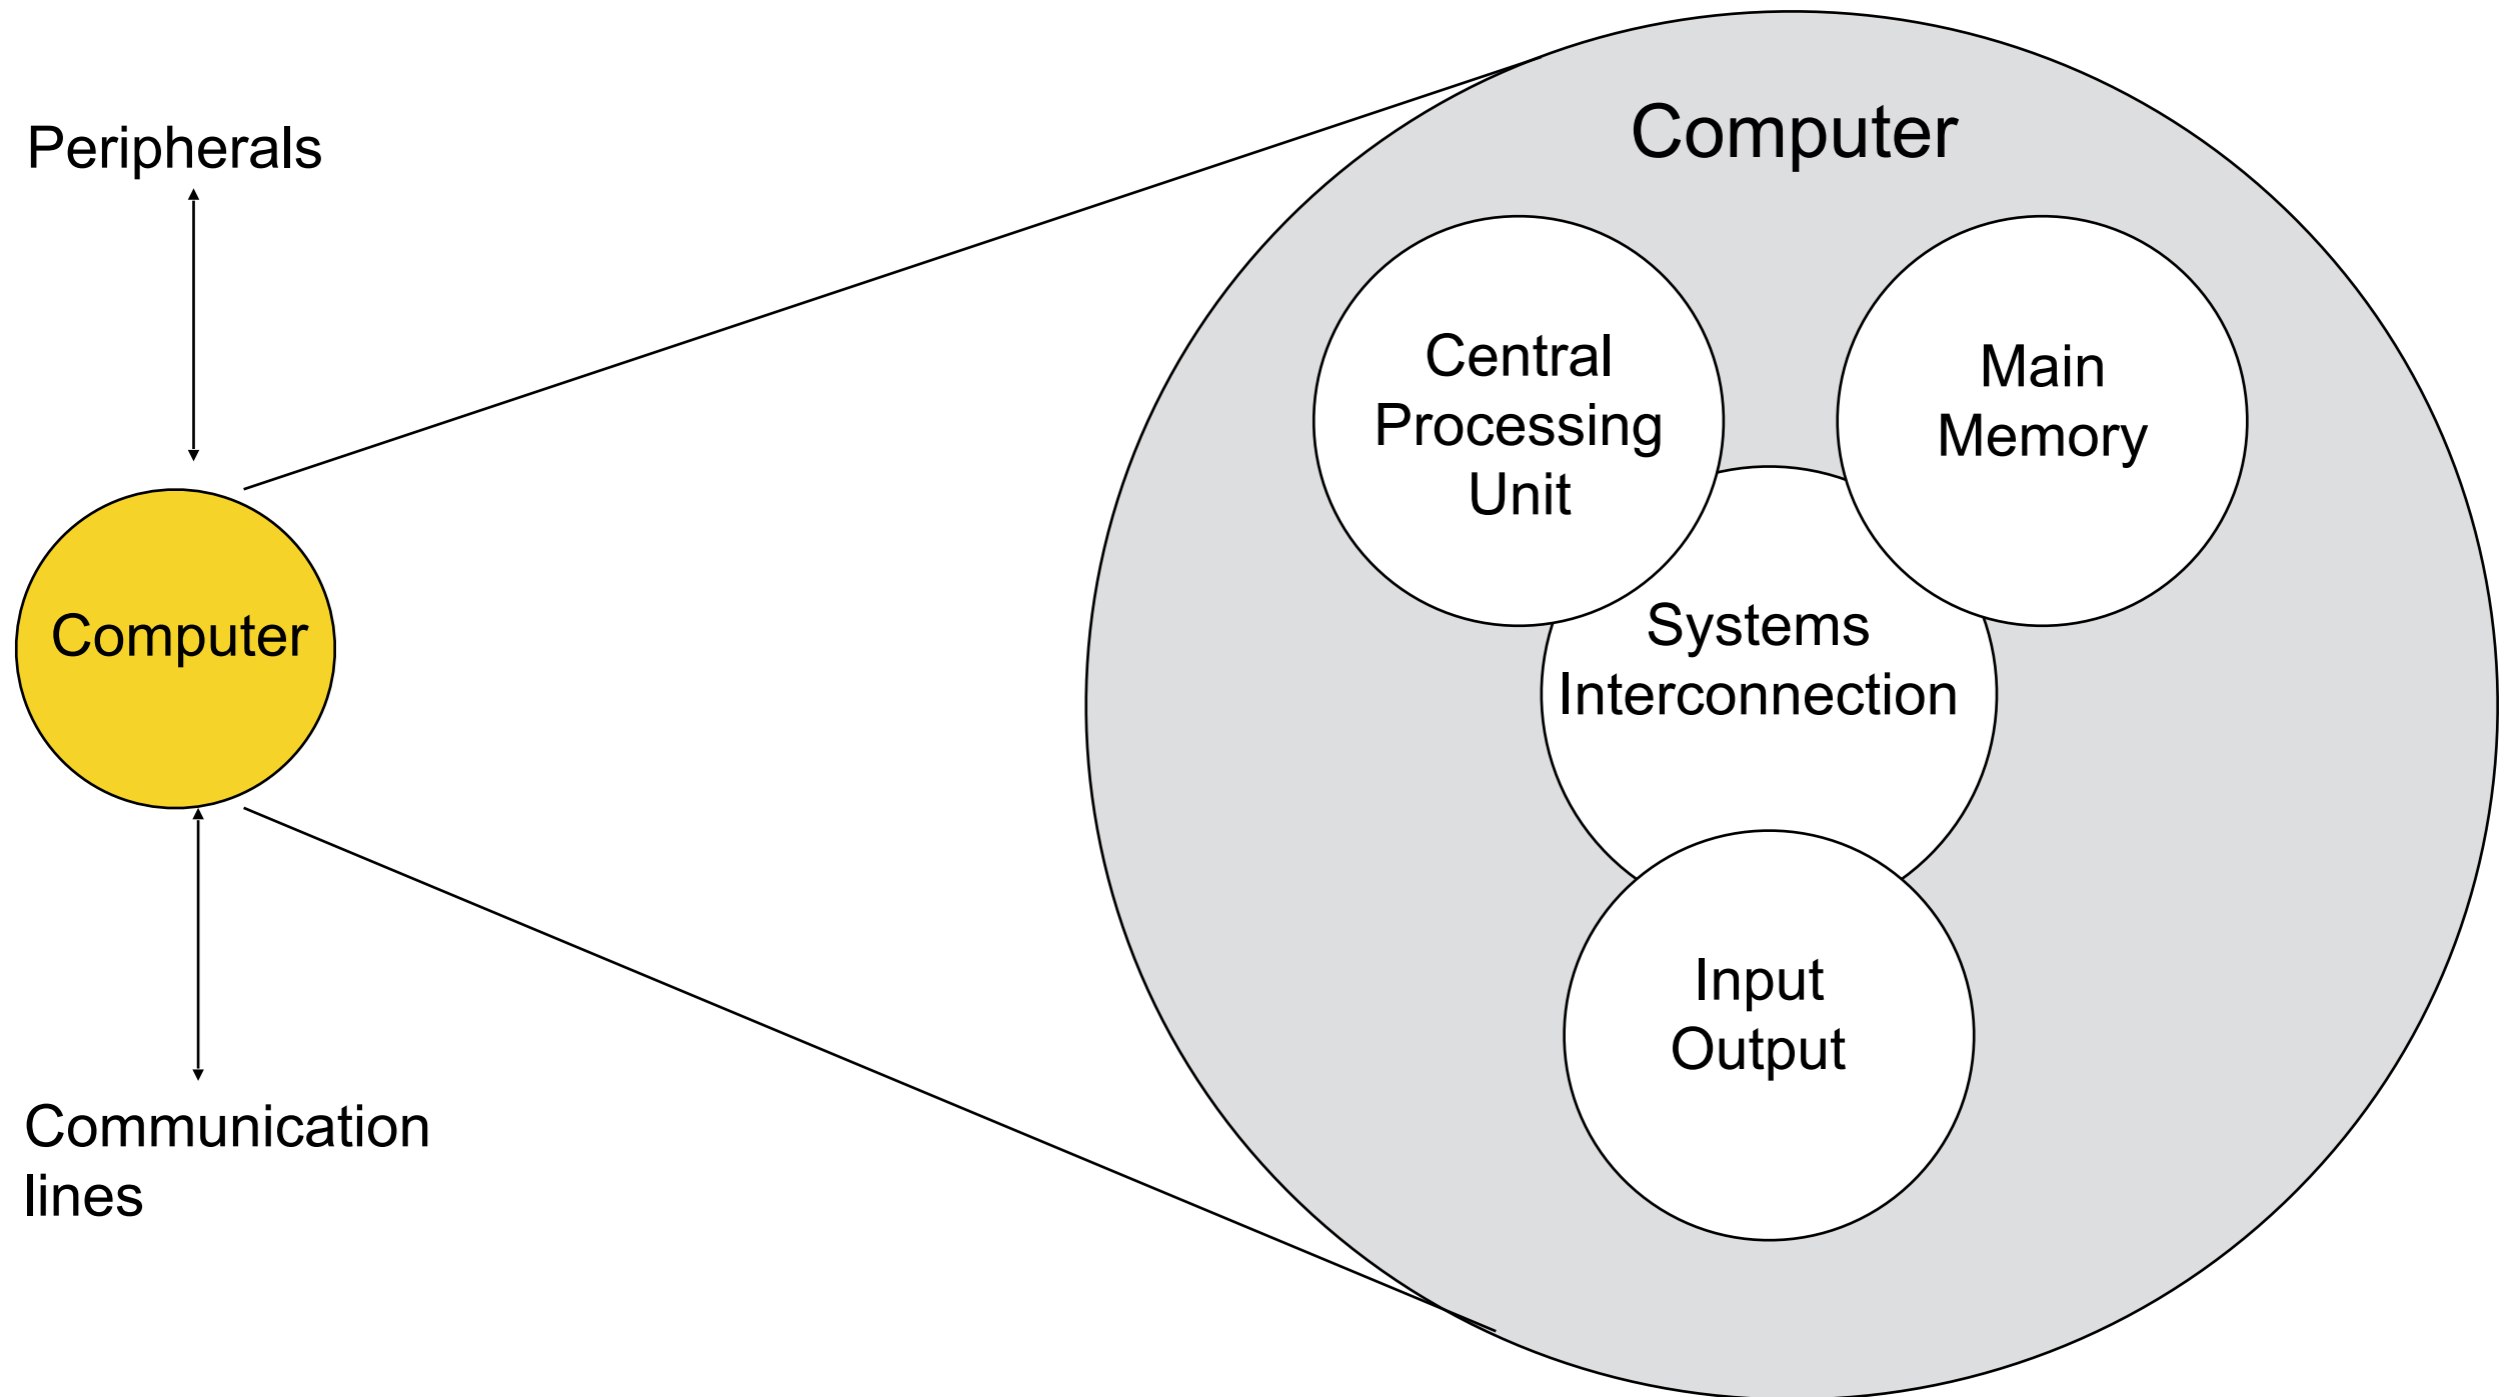 Peripherals
Computer
Communication
lines
Computer
Central
Processing
Unit
Main
Memory
Systems
Interconnection
Input
Output